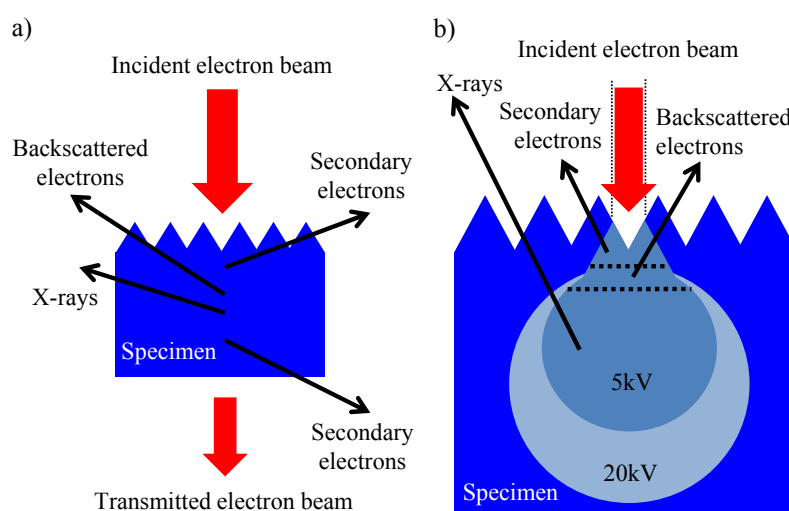 a)
Incident electron beam
Backscattered
electrons
Secondary
electrons
X-rays
Specimen
Secondary
electrons
Transmitted electron beam
b)
Incident electron beam
X-rays
Secondary
electrons
Backscattered
electrons
5kV
20kV
Specimen